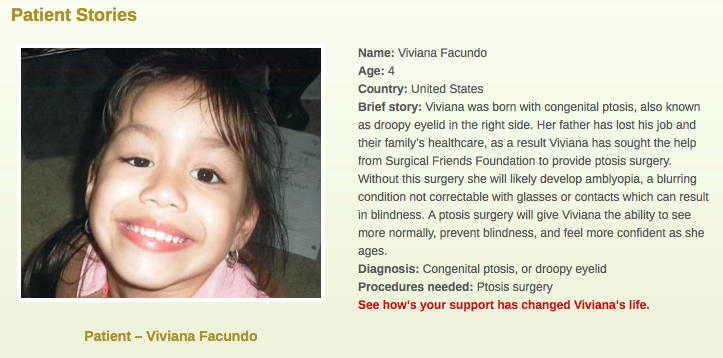 Patient Stories
Name: Viviana Facundo
Age: 4
Country: United States
Brief story: Viviana was born with congenital ptosis, also known
as droopy eyelid in the right side. Her father has lost his job and
their family's healthcare, as a result Viviana has sought the help
from Surgical Friends Foundation to provide ptosis surgery.
Without this surgery she will likely develop amblyopia, a blurring
condition not correctable with glasses or contacts which can result
in blindness. A ptosis surgery will give Viviana the ability to see
more normally, prevent blindness, and feel more confident as she
ages.
Diagnosis: Congenital ptosis, or droopy eyelid
Procedures needed: Ptosis surgery
See how's your support has changed Viviana's life.
Patient – Viviana Facundo